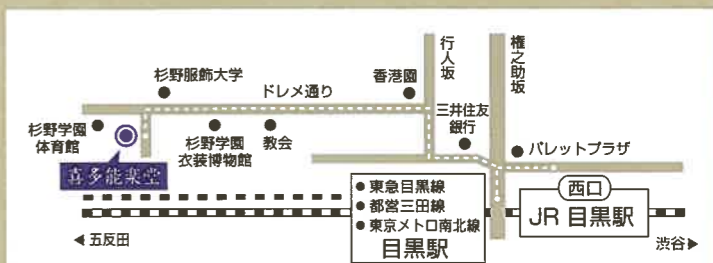 行人坂
権之助坂
杉野服飾大学
ドレメ通り
香港園
三井住友
銀行
パレットプラザ
杉野学園
体育館
杉野学園
衣装博物館
教会
喜多能楽堂
●東急目黒線
●都営三田線
●東京メトロ南北線
目黒駅
西口
JR 目黒駅
◀五反田
渋谷▶